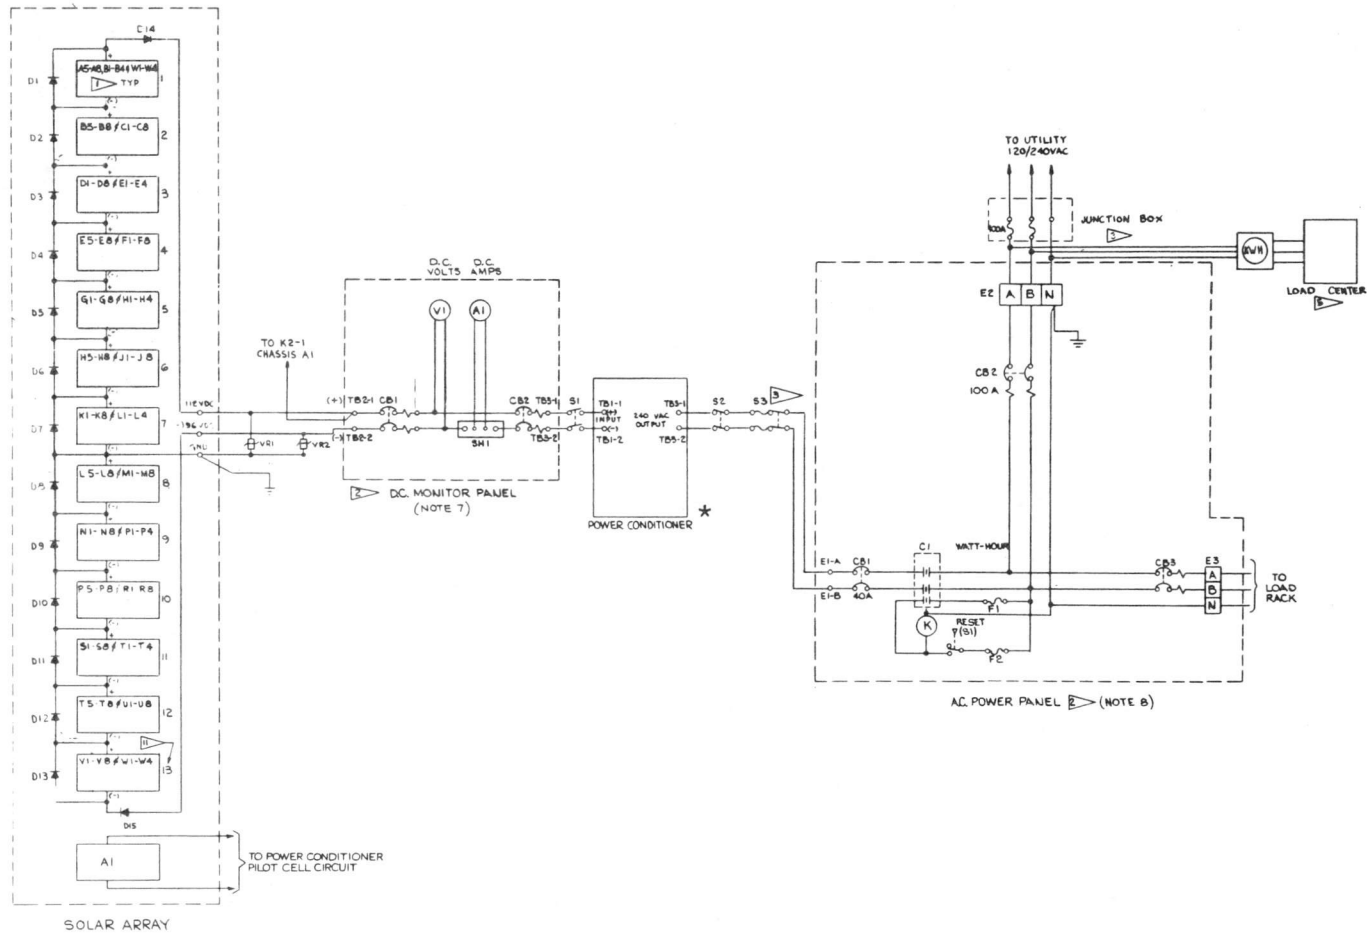 D14
D1
A5-A8, B1-B4 & W1-W4
1 TYP
1
D2
B5-B8 & C1-C8
2
D3
D1-D8 & E1-E4
3
D4
E5-E8 & F1-F8
4
D5
G1-G8 & H1-H4
5
D6
H5-H8 & J1-J8
6
D7
K1-K8 & L1-L4
7
D8
L5-L8 & M1-M8
8
D9
N1-N8 & P1-P4
9
D10
P5-P8 & R1 R8
10
D11
S1-S8 & T1-T4
11
D12
T5-T8 & U1-U8
12
11
D13
V1-V8 & W1-W4
13
D15
A1
TO POWER CONDITIONER
PILOT CELL CIRCUIT
SOLAR ARRAY
GND
VR1
VR2
TO K2-1
CHASSIS A1
D.C. VOLTS
D.C. AMPS
V1
A1
(+) TB2-1
CB1
CB2
TB3-1
S1
(-) TB2-2
SH1
TB3-2
2 D.C. MONITOR PANEL
(NOTE 7)
TB1-1
(+)
INPUT
(-)
TB1-2
240 VAC
OUTPUT
TB3-1
TB3-2
POWER CONDITIONER *
S2
S3
3
TO UTILITY
120/240VAC
100A
JUNCTION BOX
3
KWH
LOAD CENTER
5
E2 A B N
CB2
100 A
E1-A
CB1
C1
WATT-HOUR
CB3
E3
A
B
N
TO
LOAD
RACK
E1-B
40A
F1
K
RESET
(S1)
F2
A.C. POWER PANEL 2 (NOTE 8)